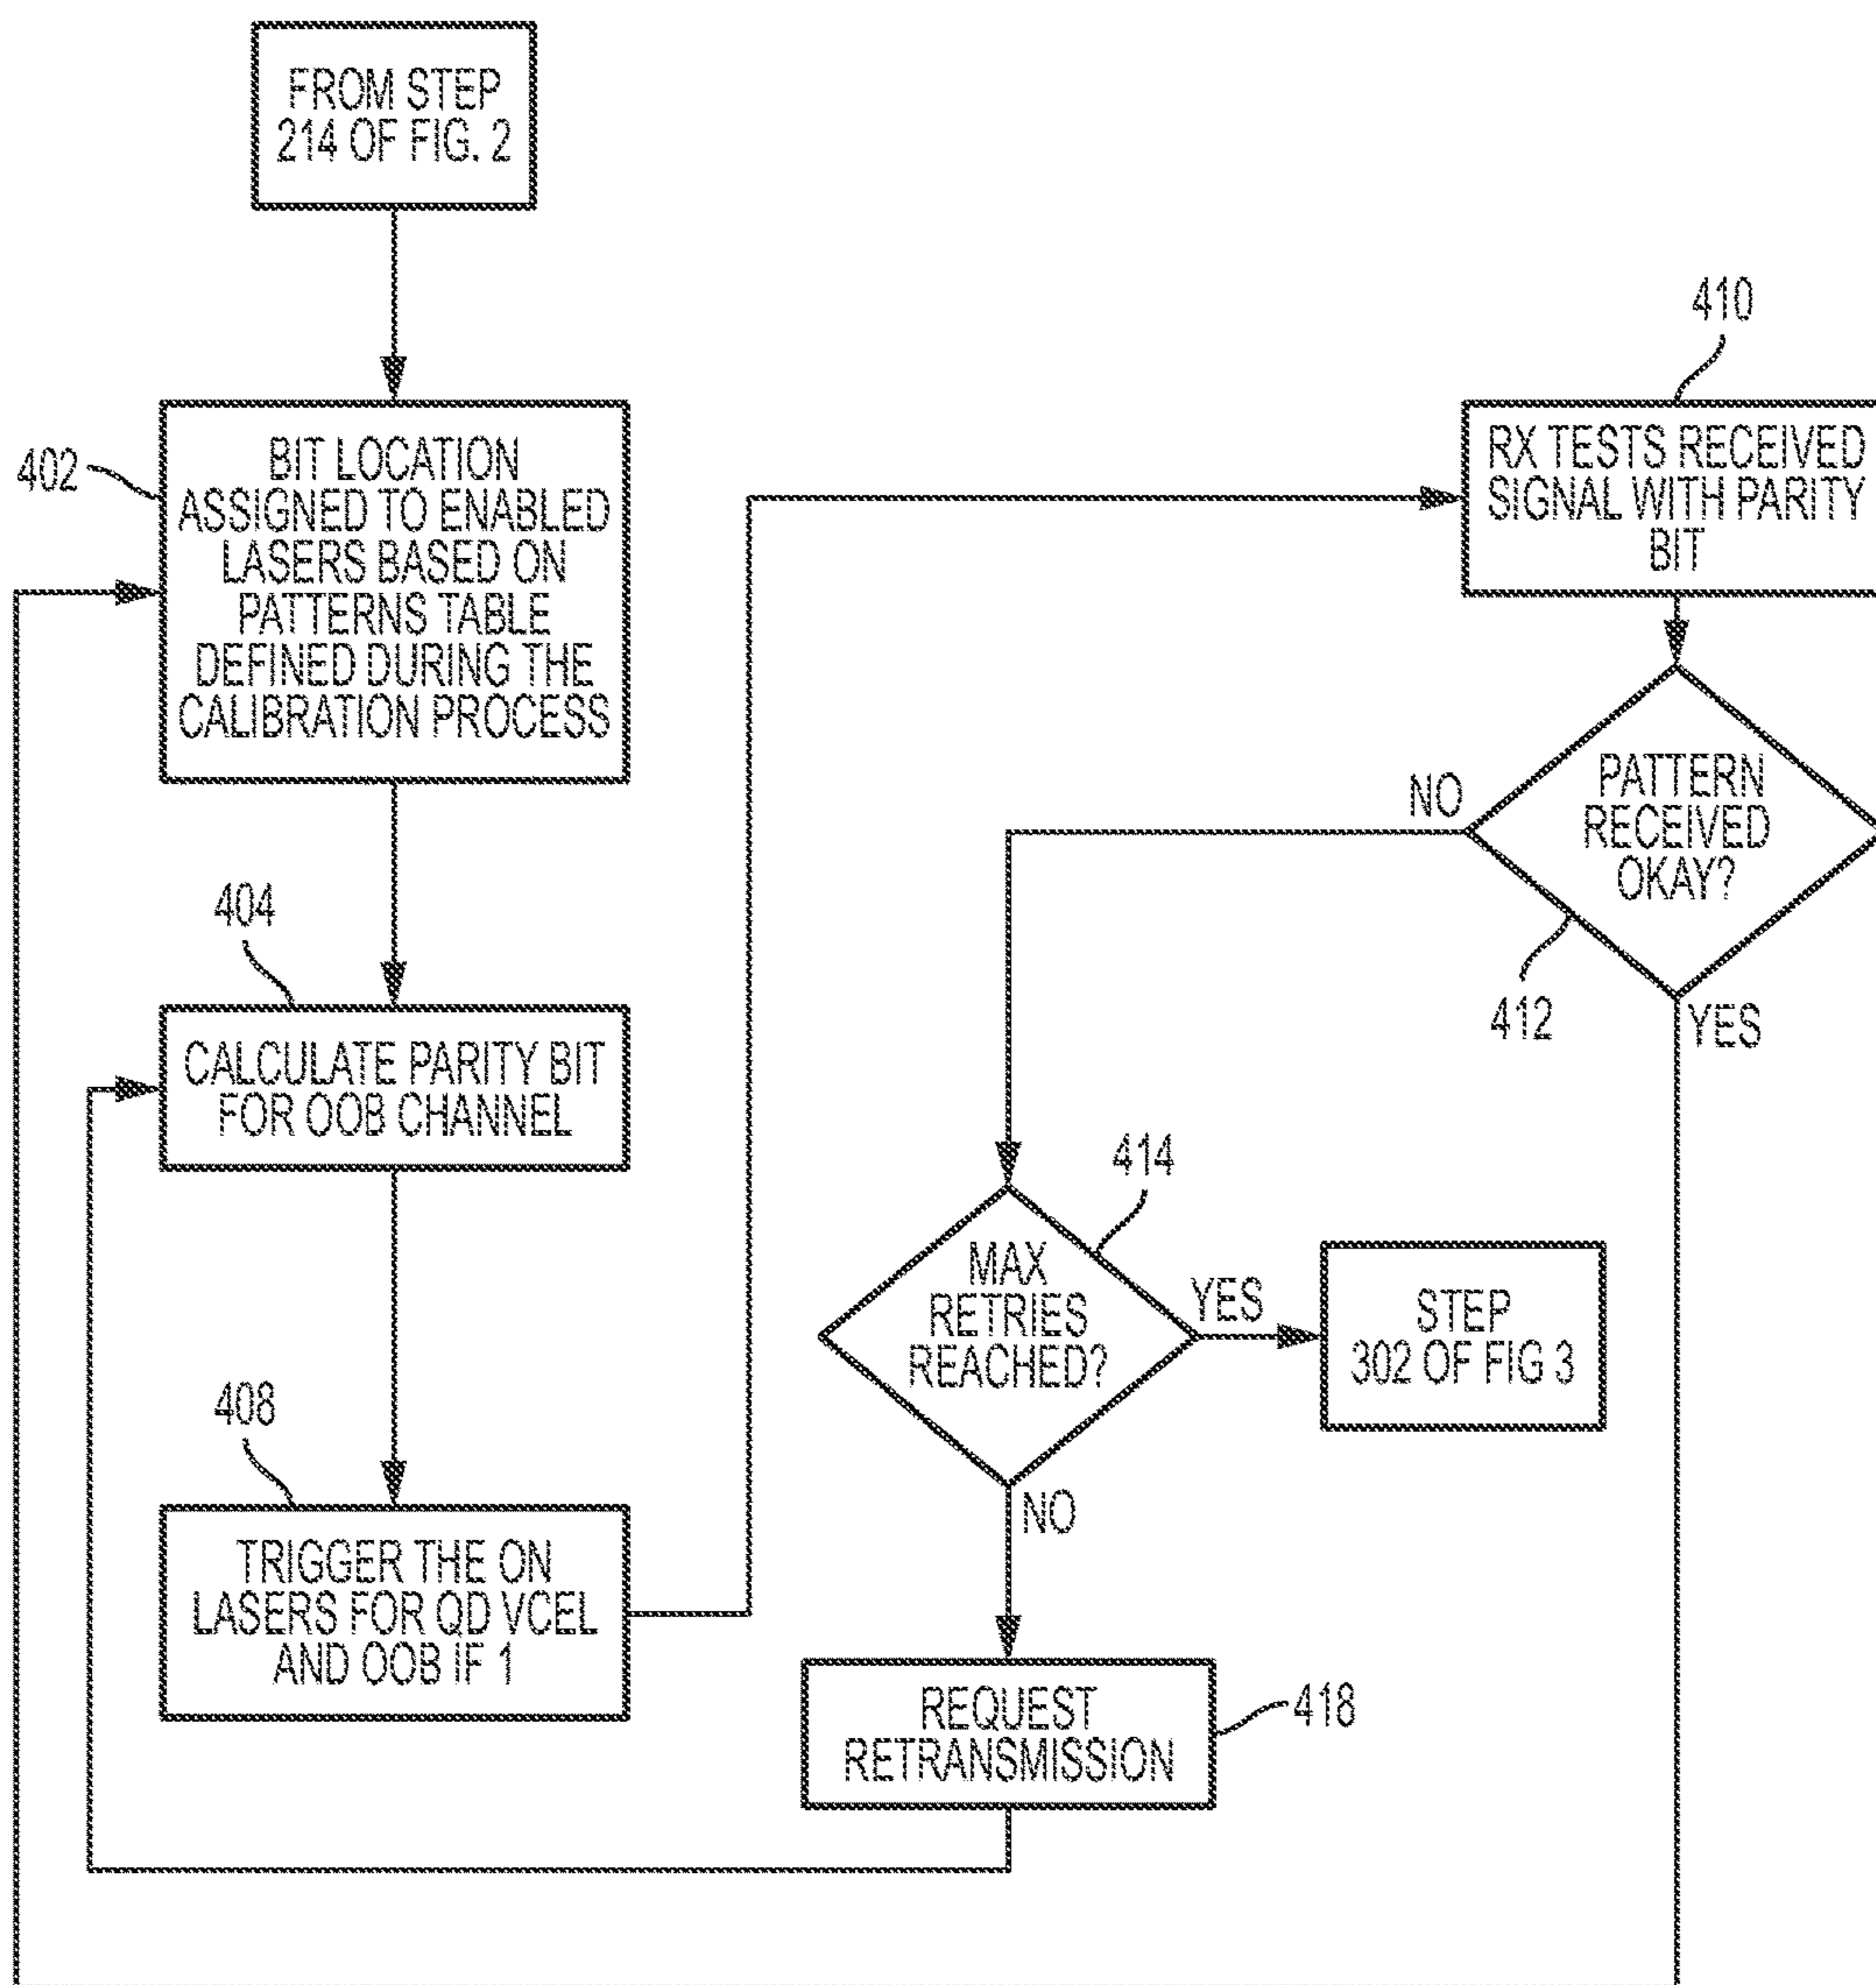 FROM STEP
214 OF FIG. 2
402
BIT LOCATION
ASSIGNED TO ENABLED
LASERS BASED ON
PATTERNS TABLE
DEFINED DURING THE
CALIBRATION PROCESS
404
CALCULATE PARITY BIT
FOR OOB CHANNEL
408
TRIGGER THE ON
LASERS FOR QD VCEL
AND OOB IF 1
410
RX TESTS RECEIVED
SIGNAL WITH PARITY
BIT
PATTERN
RECEIVED
OKAY?
NO
412
YES
414
MAX
RETRIES
REACHED?
YES
STEP
302 OF FIG 3
NO
REQUEST
RETRANSMISSION
418